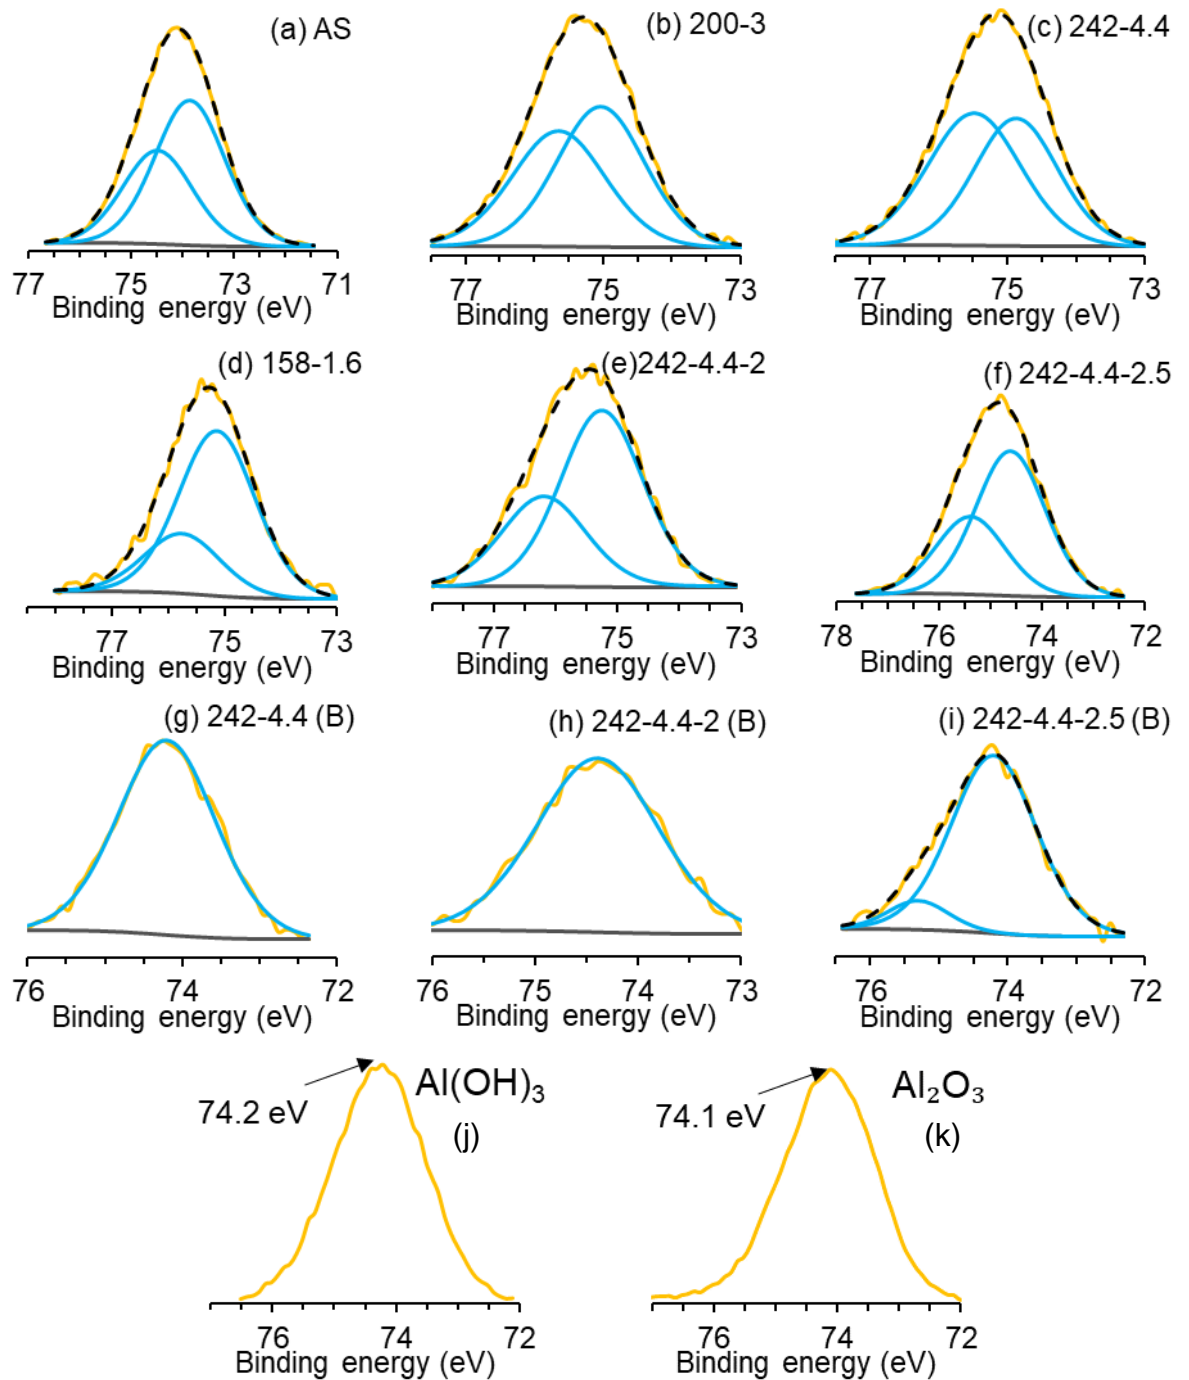 (a) AS
77 75 73 71
Binding energy (eV)
(b) 200-3
77 75 73
Binding energy (eV)
(c) 242-4.4
77 75 73
Binding energy (eV)
(d) 158-1.6
77 75 73
Binding energy (eV)
(e)242-4.4-2
77 75 73
Binding energy (eV)
(f) 242-4.4-2.5
78 76 74 72
Binding energy (eV)
(g) 242-4.4 (B)
76 74 72
Binding energy (eV)
(h) 242-4.4-2 (B)
76 75 74 73
Binding energy (eV)
(i) 242-4.4-2.5 (B)
76 74 72
Binding energy (eV)
Al(OH)₃
74.2 eV
(j)
76 74 72
Binding energy (eV)
Al₂O₃
74.1 eV
(k)
76 74 72
Binding energy (eV)